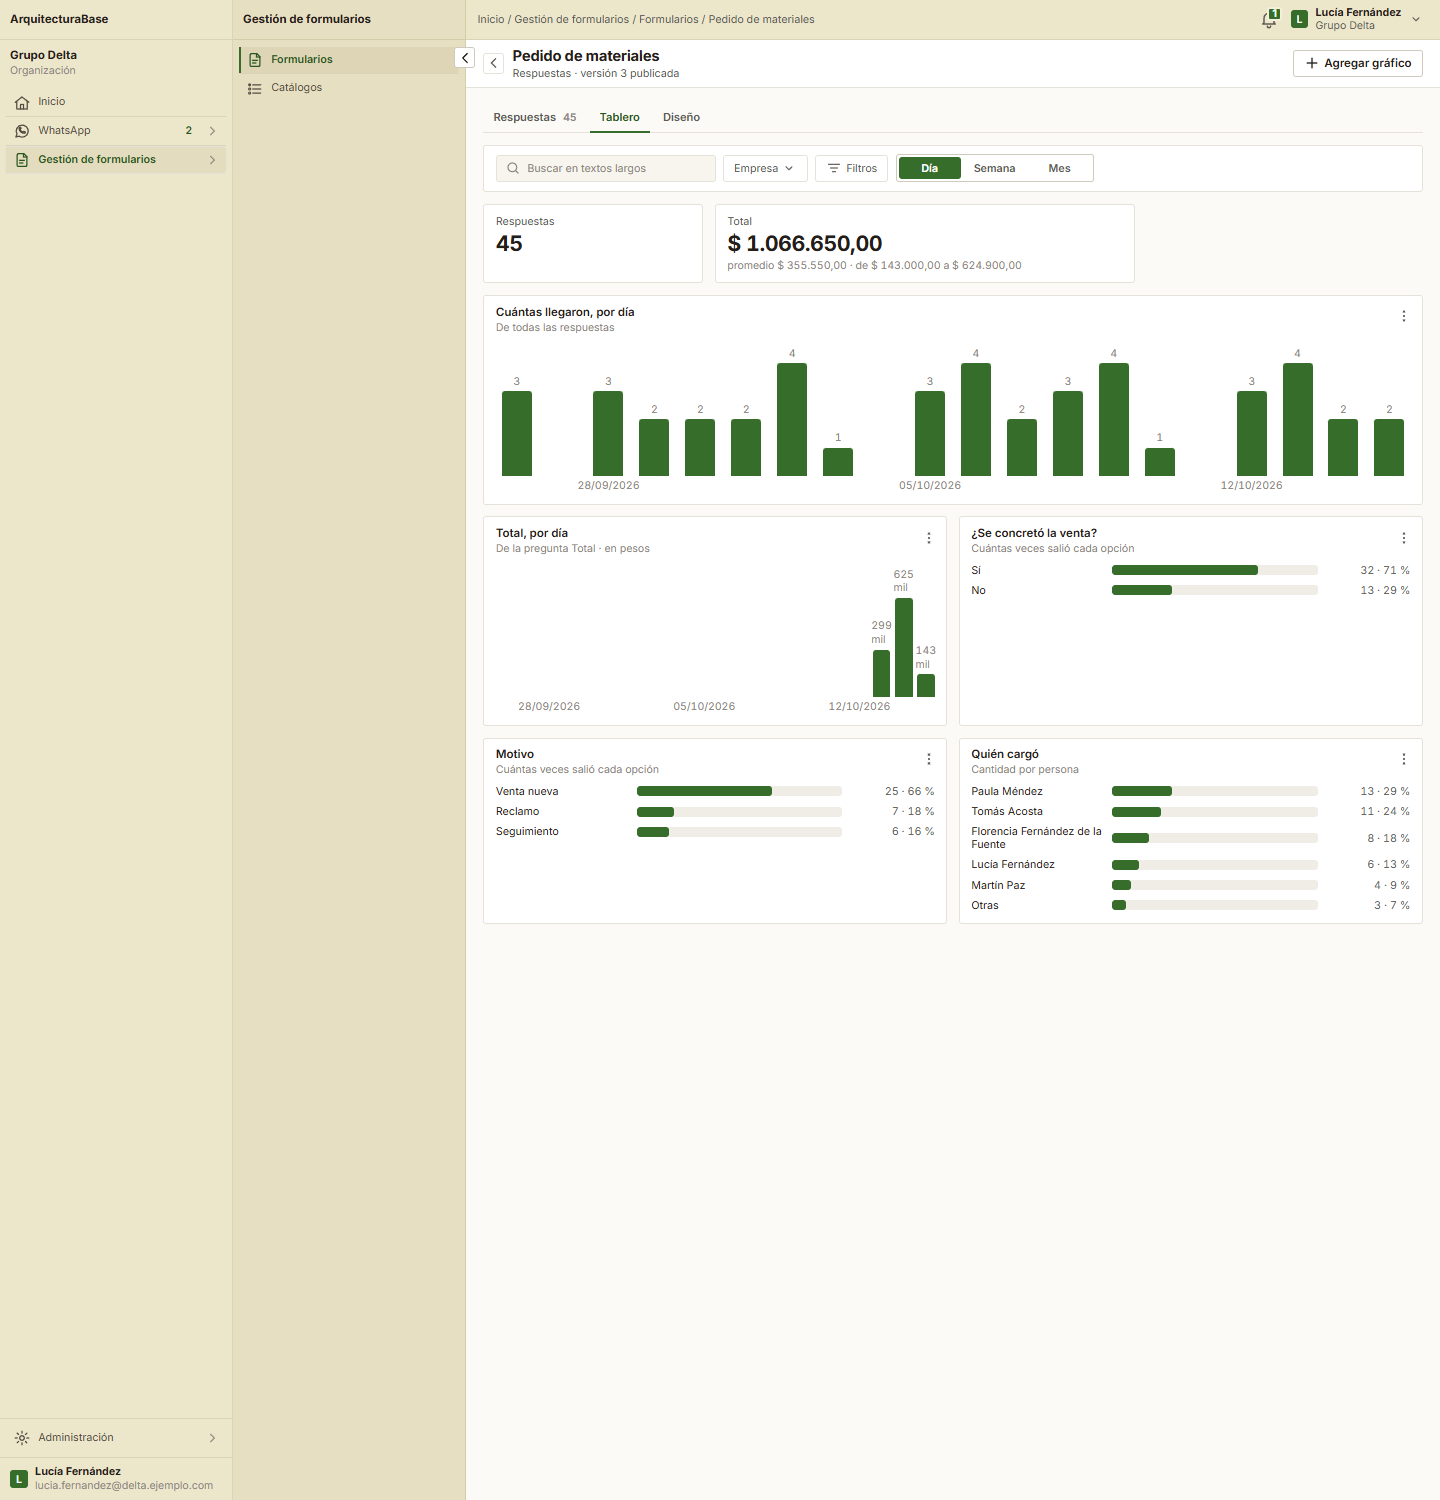 ArquitecturaBase
Grupo Delta
Organización
Inicio
WhatsApp 2
Gestión de formularios
Administración
L
Lucía Fernández
lucia.fernandez@delta.ejemplo.com
Gestión de formularios
Formularios
Catálogos
Inicio / Gestión de formularios / Formularios / Pedido de materiales
1
L
Lucía Fernández
Grupo Delta
Pedido de materiales
Respuestas · versión 3 publicada
Agregar gráfico
Respuestas 45 Tablero Diseño
Buscar en textos largos Empresa Filtros Día Semana Mes
Respuestas
45
Total
$ 1.066.650,00
promedio $ 355.550,00 · de $ 143.000,00 a $ 624.900,00
Cuántas llegaron, por día
De todas las respuestas
3 3 2 2 2 4 1 3 4 2 3 4 1 3 4 2 2
28/09/2026 05/10/2026 12/10/2026
Total, por día
De la pregunta Total · en pesos
299 mil
625 mil
143 mil
28/09/2026 05/10/2026 12/10/2026
¿Se concretó la venta?
Cuántas veces salió cada opción
Sí 32 · 71 %
No 13 · 29 %
Motivo
Cuántas veces salió cada opción
Venta nueva 25 · 66 %
Reclamo 7 · 18 %
Seguimiento 6 · 16 %
Quién cargó
Cantidad por persona
Paula Méndez 13 · 29 %
Tomás Acosta 11 · 24 %
Florencia Fernández de la
Fuente 8 · 18 %
Lucía Fernández 6 · 13 %
Martín Paz 4 · 9 %
Otras 3 · 7 %